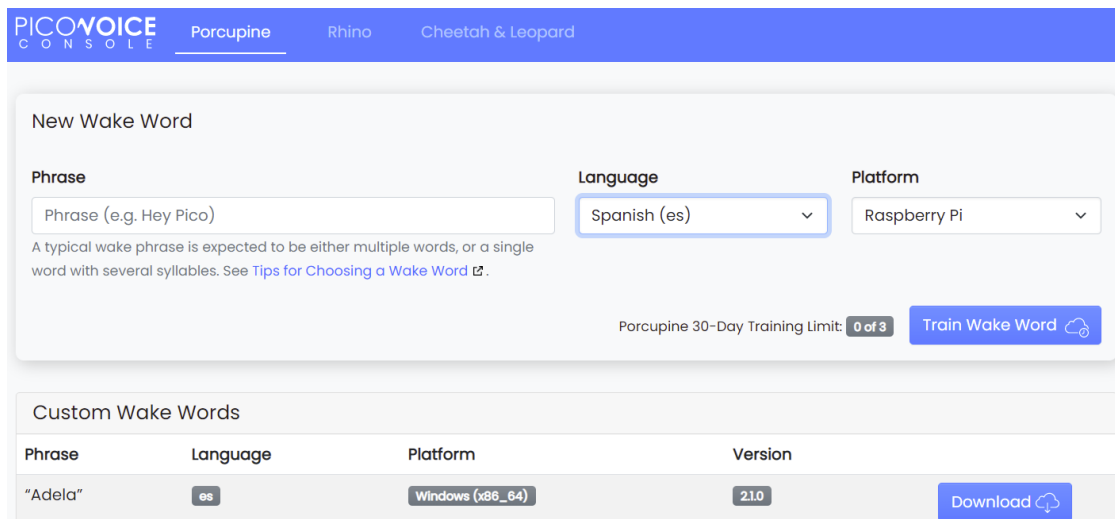 PICOVOICE
CONSOLE
Porcupine
Rhino
Cheetah & Leopard
New Wake Word
Phrase
Language
Platform
Phrase (e.g. Hey Pico)
Spanish (es)
Raspberry Pi
A typical wake phrase is expected to be either multiple words, or a single
word with several syllables. See Tips for Choosing a Wake Word .
Porcupine 30-Day Training Limit: 0 of 3
Train Wake Word
Custom Wake Words
Phrase
Language
Platform
Version
“Adela”
es
Windows (x86_64)
2.1.0
Download